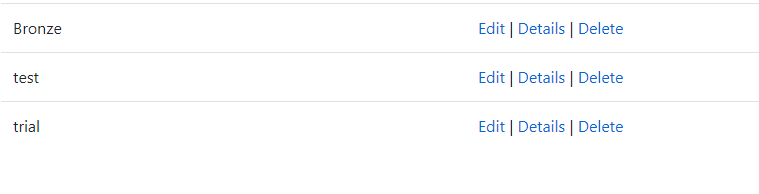 Bronze Edit | Details | Delete
test Edit | Details | Delete
trial Edit | Details | Delete